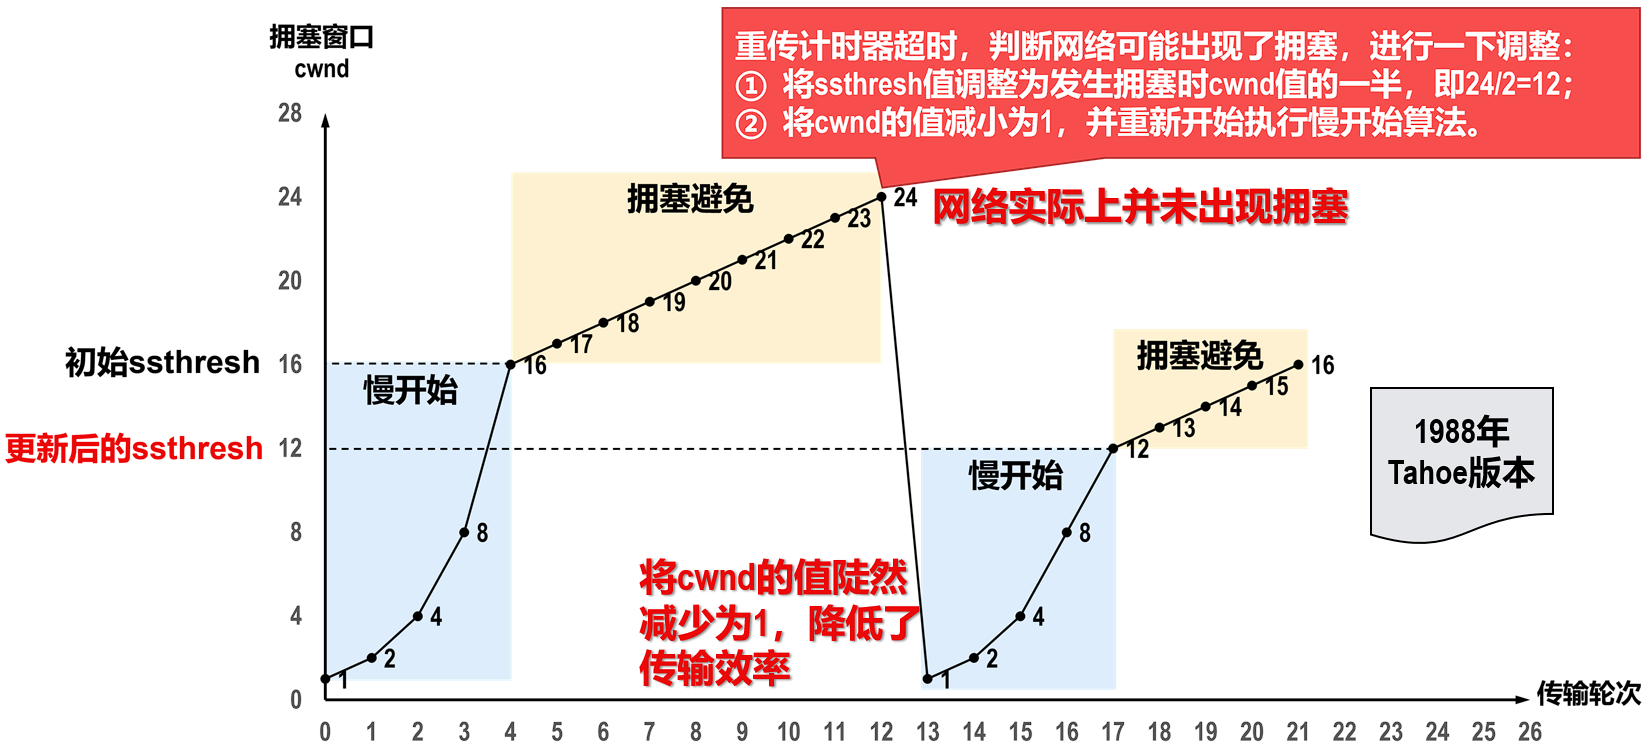 拥塞窗口
cwnd
重传计时器超时，判断网络可能出现了拥塞，进行一下调整：
① 将ssthresh值调整为发生拥塞时cwnd值的一半，即24/2=12；
② 将cwnd的值减小为1，并重新开始执行慢开始算法。
28
24
20
16
12
8
4
0
初始ssthresh
更新后的ssthresh
慢开始
拥塞避免
1
2
4
8
16
17
18
19
20
21
22
23
24
网络实际上并未出现拥塞
将cwnd的值陡然
减少为1，降低了
传输效率
慢开始
拥塞避免
1
2
4
8
12
13
14
15
16
1988年
Tahoe版本
0 1 2 3 4 5 6 7 8 9 10 11 12 13 14 15 16 17 18 19 20 21 22 23 24 25 26
传输轮次